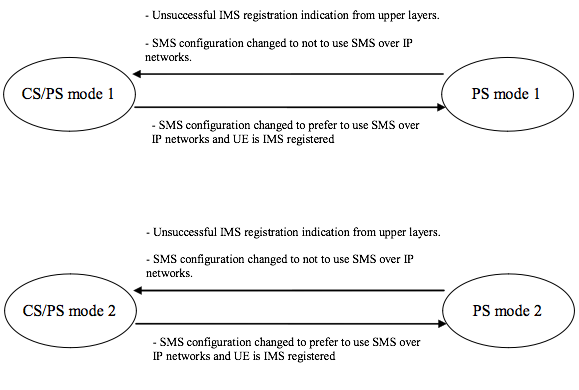 - Unsuccessful IMS registration indication from upper layers.
- SMS configuration changed to not to use SMS over IP
networks.
CS/PS mode 1
PS mode 1
- SMS configuration changed to prefer to use SMS over
IP networks and UE is IMS registered
- Unsuccessful IMS registration indication from upper layers.
- SMS configuration changed to not to use SMS over IP
networks.
CS/PS mode 2
PS mode 2
- SMS configuration changed to prefer to use SMS over
IP networks and UE is IMS registered